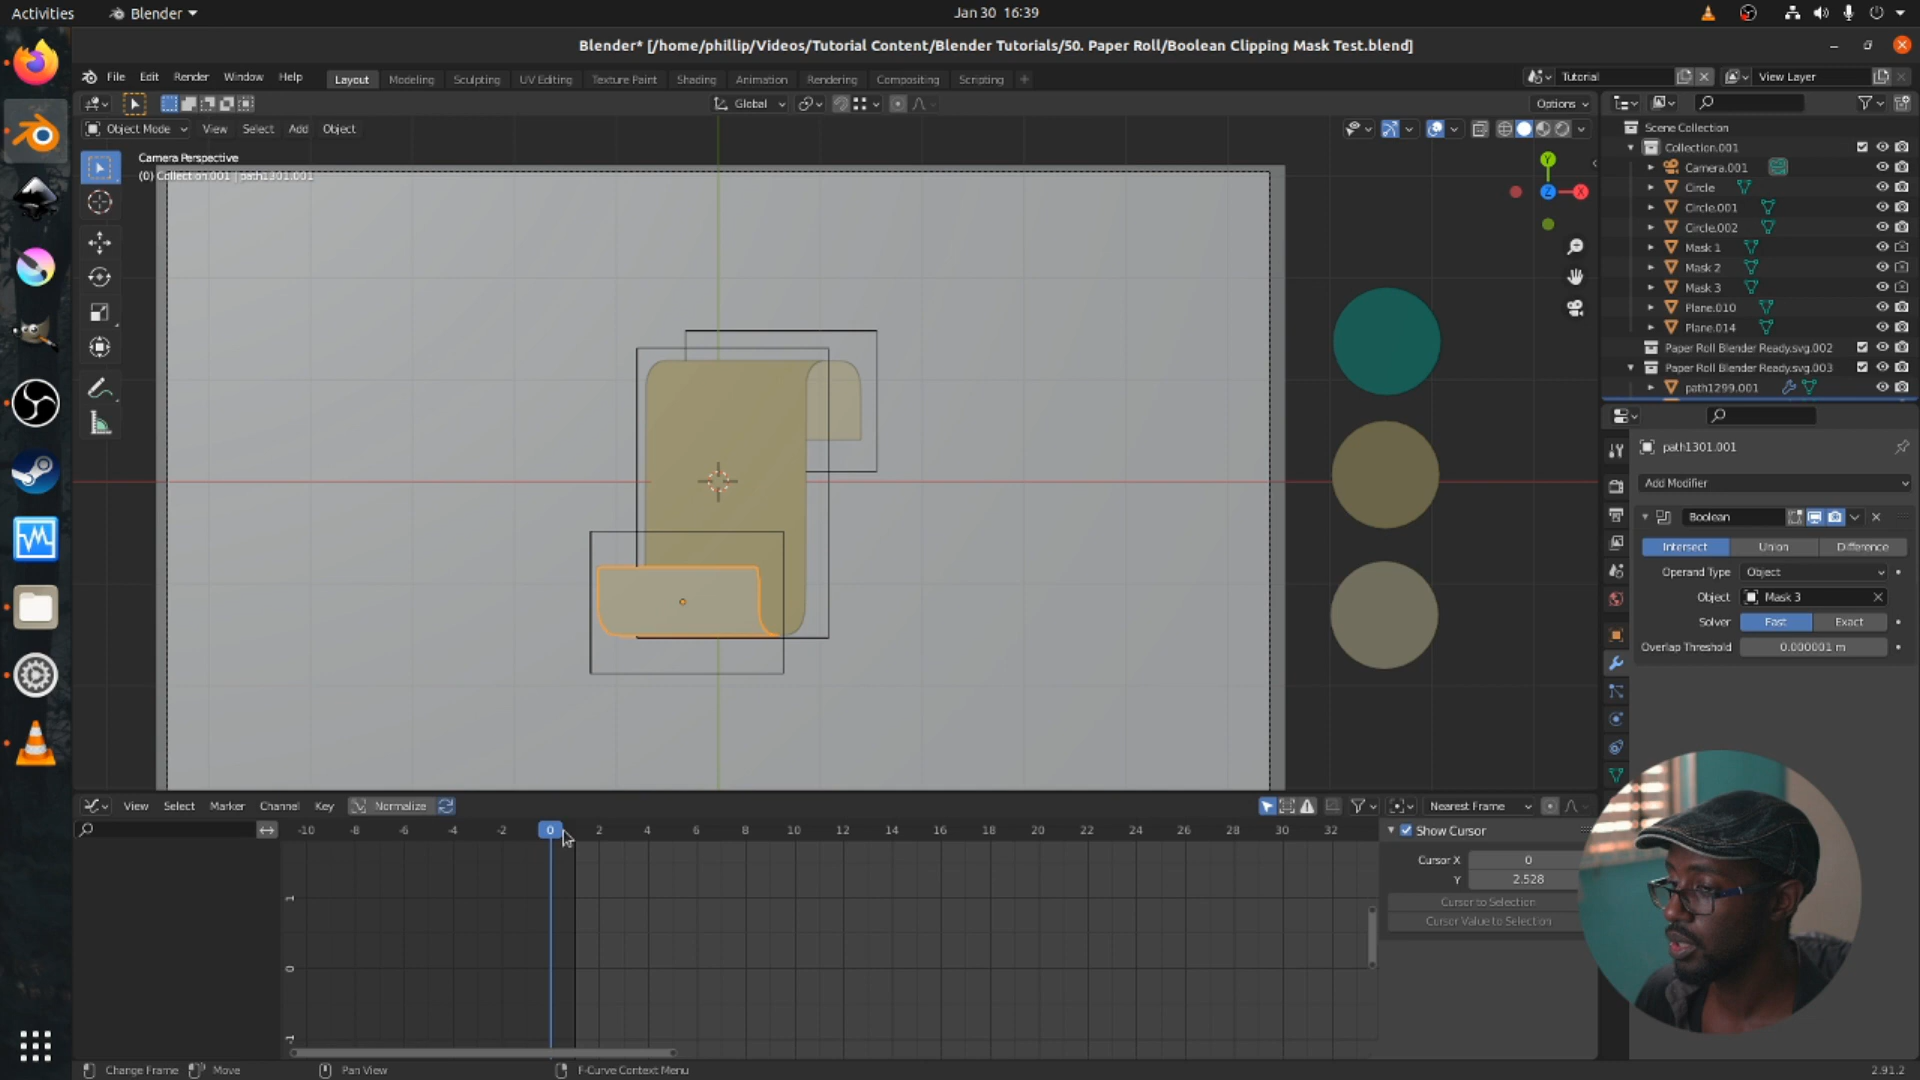 Activities
Blender
Jan 30 16:39
Blender* [/home/phillip/Videos/Tutorial Content/Blender Tutorials/50. Paper Roll/Boolean Clipping Mask Test.blend]
File Edit Render Window Help
Layout Modeling Sculpting UV Editing Texture Paint Shading Animation Rendering Compositing Scripting
Tutorial
View Layer
Global
Options
Object Mode View Select Add Object
Camera Perspective
(0) Collection.001 | path1301.001
Y
Z
X
Scene Collection
Collection.001
Camera.001
Circle
Circle.001
Circle.002
Mask 1
Mask 2
Mask 3
Plane.010
Plane.014
Paper Roll Blender Ready.svg.002
Paper Roll Blender Ready.svg.003
path1299.001
path1301.001
Add Modifier
Boolean
Intersect Union Difference
Operand Type Object
Object Mask 3
Solver Fast Exact
Overlap Threshold 0.000001 m
View Select Marker Channel Key Normalize
Nearest Frame
-10 -8 -6 -4 -2 0 2 4 6 8 10 12 14 16 18 20 22 24 26 28 30 32
1
0
-1
Show Cursor
Cursor X 0
Y 2.528
Cursor to Selection
Cursor Value to Selection
Change Frame Move Pan View F-Curve Context Menu
2.91.2